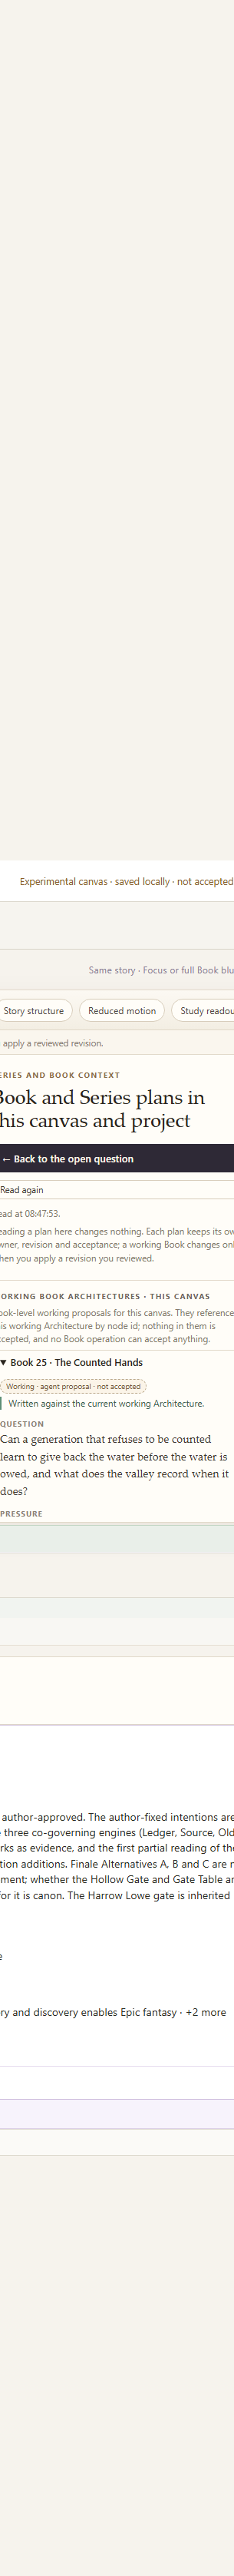 Experimental canvas · saved locally · not accepted
Same story · Focus or full Book blu
Story structure
Reduced motion
Study readou
apply a reviewed revision.
ERIES AND BOOK CONTEXT
Book and Series plans in
his canvas and project
← Back to the open question
Read again
ead at 08:47:53.
eading a plan here changes nothing. Each plan keeps its ow
wner, revision and acceptance; a working Book changes onl
hen you apply a revision you reviewed.
ORKING BOOK ARCHITECTURES · THIS CANVAS
ook-level working proposals for this canvas. They reference
is working Architecture by node id; nothing in them is
ccepted, and no Book operation can accept anything.
▼ Book 25 · The Counted Hands
Working · agent proposal · not accepted
Written against the current working Architecture.
QUESTION
Can a generation that refuses to be counted
learn to give back the water before the water is
owed, and what does the valley record when it
does?
PRESSURE
author-approved. The author-fixed intentions are
three co-governing engines (Ledger, Source, Old
rks as evidence, and the first partial reading of the
tion additions. Finale Alternatives A, B and C are n
ment; whether the Hollow Gate and Gate Table ar
for it is canon. The Harrow Lowe gate is inherited
e
ry and discovery enables Epic fantasy · +2 more